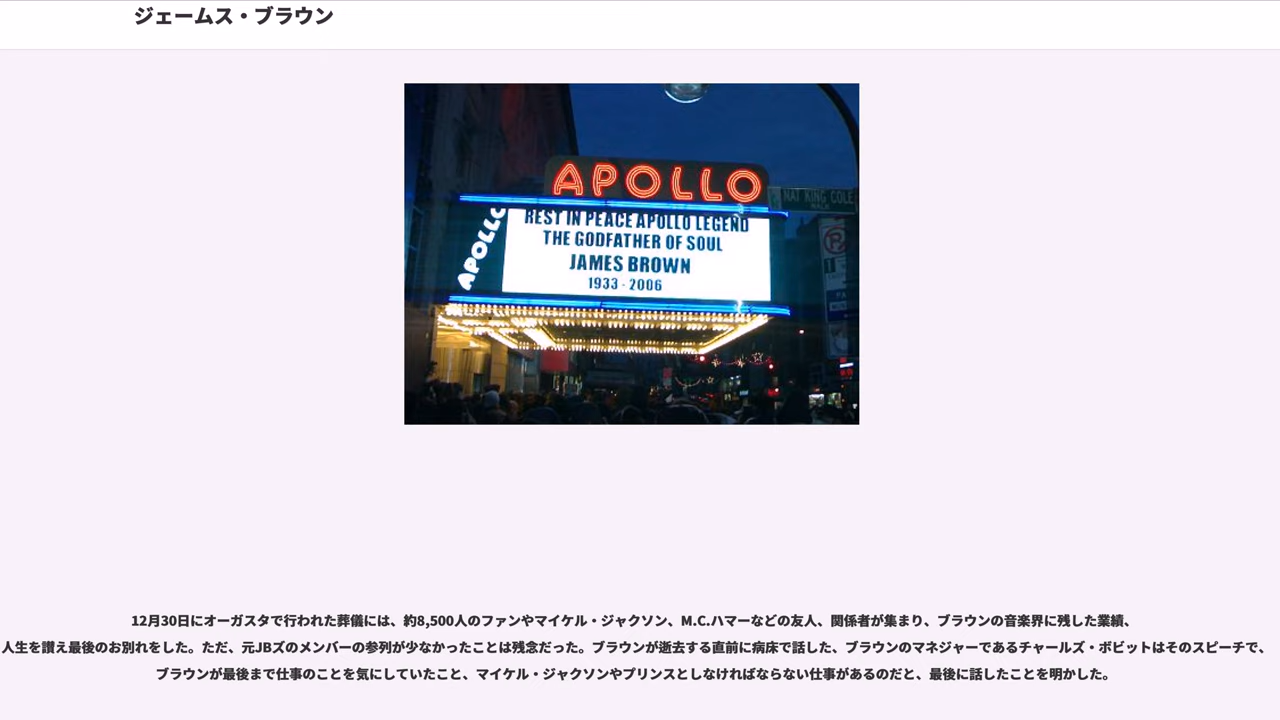 ジェームス・ブラウン
APOLLO
NAT KING COLE
WALK
APOLLO
REST IN PEACE APOLLO LEGEND
THE GODFATHER OF SOUL
JAMES BROWN
1933 - 2006
12月30日にオーガスタで行われた葬儀には、約8,500人のファンやマイケル・ジャクソン、M.C.ハマーなどの友人、関係者が集まり、ブラウンの音楽界に残した業績、
人生を讃え最後のお別れをした。ただ、元JBズのメンバーの参列が少なかったことは残念だった。ブラウンが逝去する直前に病床で話した、ブラウンのマネジャーであるチャールズ・ボビットはそのスピーチで、
ブラウンが最後まで仕事のことを気にしていたこと、マイケル・ジャクソンやプリンスとしなければならない仕事があるのだと、最後に話したことを明かした。